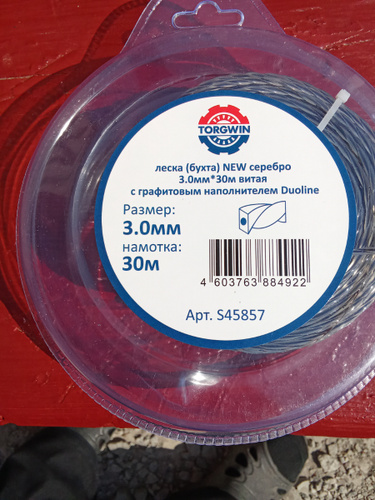 TORGWIN
леска (бухта) NEW серебро
3.0мм*30м витая
с графитовым наполнителем Duoline
Размер:
3.0мм
намотка:
30м
4 603763 884922
Арт. S45857